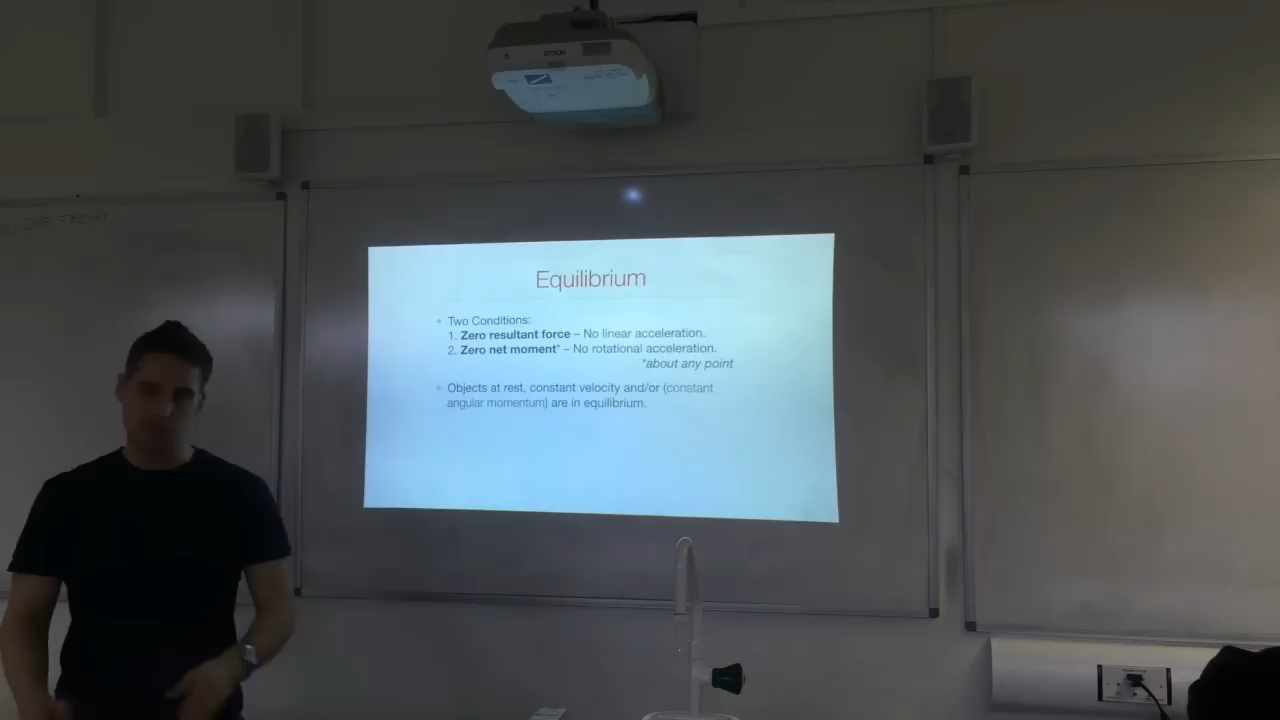 EPSON
Equilibrium
Two Conditions:
1. Zero resultant force – No linear acceleration.
2. Zero net moment* – No rotational acceleration.
*about any point
Objects at rest, constant velocity and/or (constant
angular momentum) are in equilibrium.